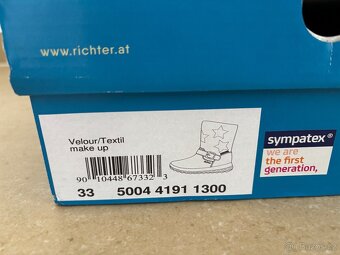 www.richter.at
Velour/Textil
make up
90 10448 67332 3
33 5004 4191 1300
sympatex®
we are
the first
generation,